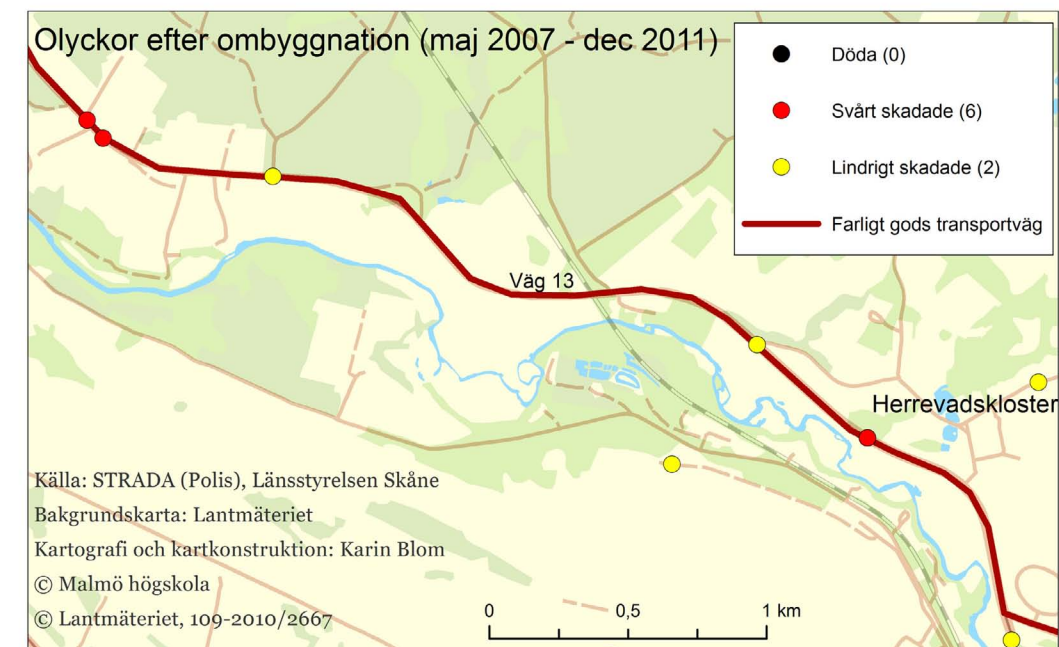 Olyckor efter ombyggnation (maj 2007 - dec 2011)
Döda (0)
Svårt skadade (6)
Lindrigt skadade (2)
Farligt gods transportväg
Väg 13
Herrevadskloster
Källa: STRADA (Polis), Länsstyrelsen Skåne
Bakgrundskarta: Lantmäteriet
Kartografi och kartkonstruktion: Karin Blom
© Malmö högskola
© Lantmäteriet, 109-2010/2667
0 0,5 1 km